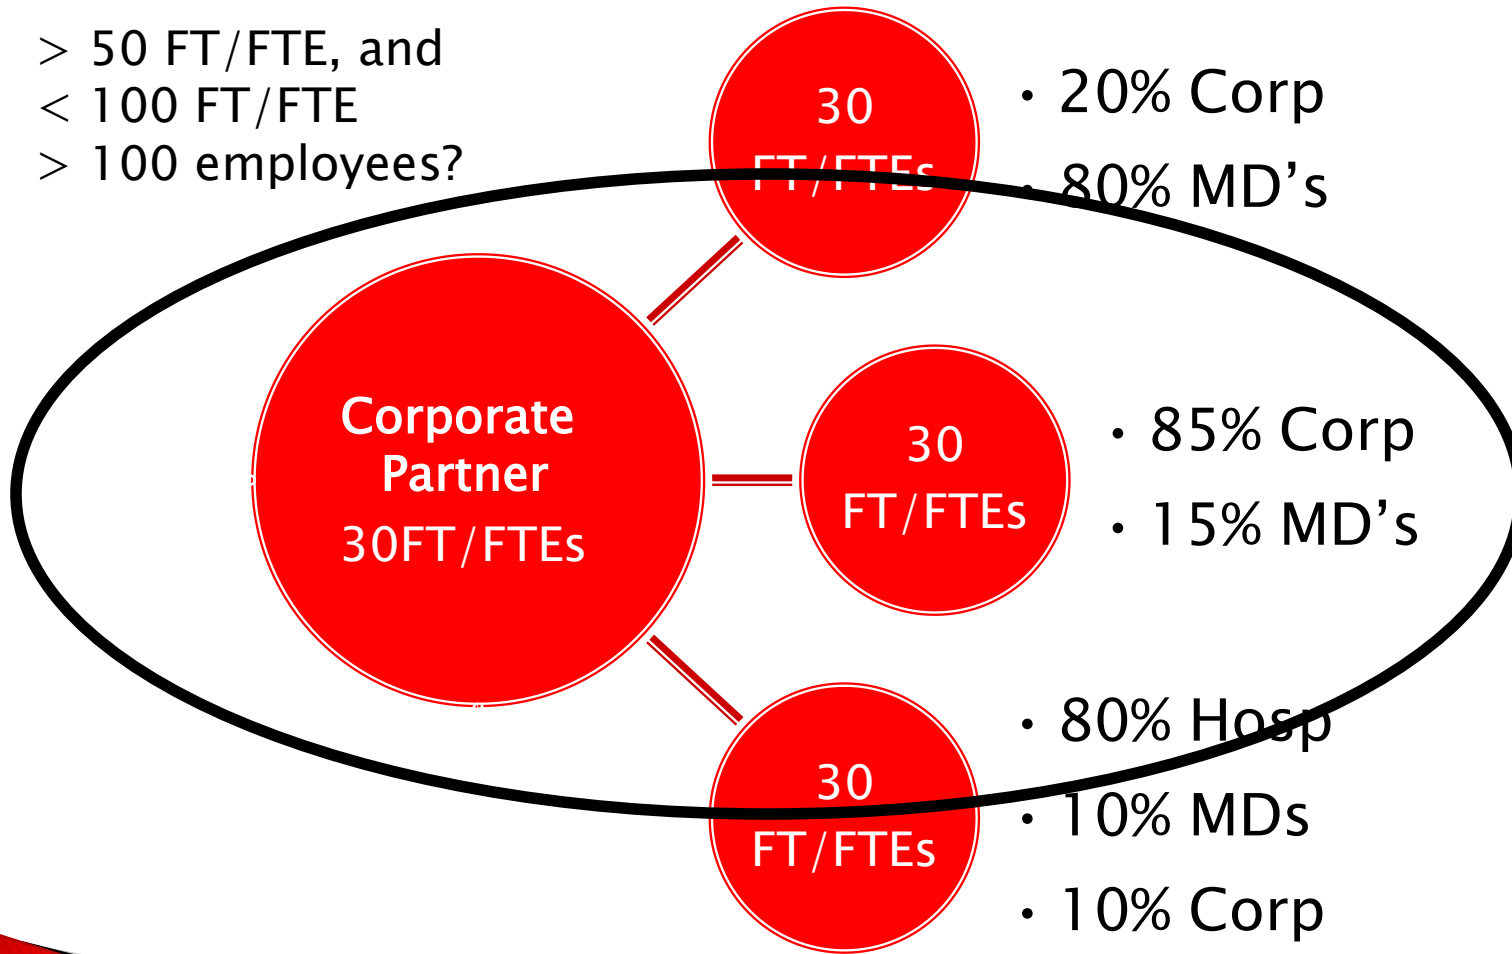 > 50 FT/FTE, and
< 100 FT/FTE
> 100 employees?
30
FT/FTEs
• 20% Corp
• 80% MD’s
Corporate
Partner
30FT/FTEs
30
FT/FTEs
• 85% Corp
• 15% MD’s
30
FT/FTEs
• 80% Hosp
• 10% MDs
• 10% Corp